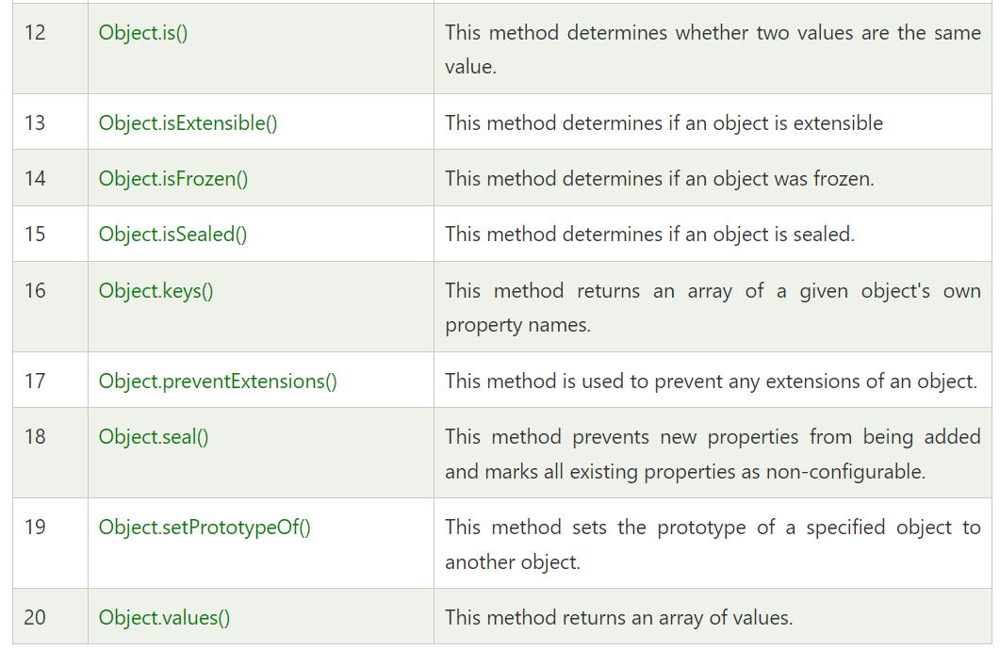 12 Object.is() This method determines whether two values are the same
value.
13 Object.isExtensible() This method determines if an object is extensible
14 Object.isFrozen() This method determines if an object was frozen.
15 Object.isSealed() This method determines if an object is sealed.
16 Object.keys() This method returns an array of a given object's own
property names.
17 Object.preventExtensions() This method is used to prevent any extensions of an object.
18 Object.seal() This method prevents new properties from being added
and marks all existing properties as non-configurable.
19 Object.setPrototypeOf() This method sets the prototype of a specified object to
another object.
20 Object.values() This method returns an array of values.